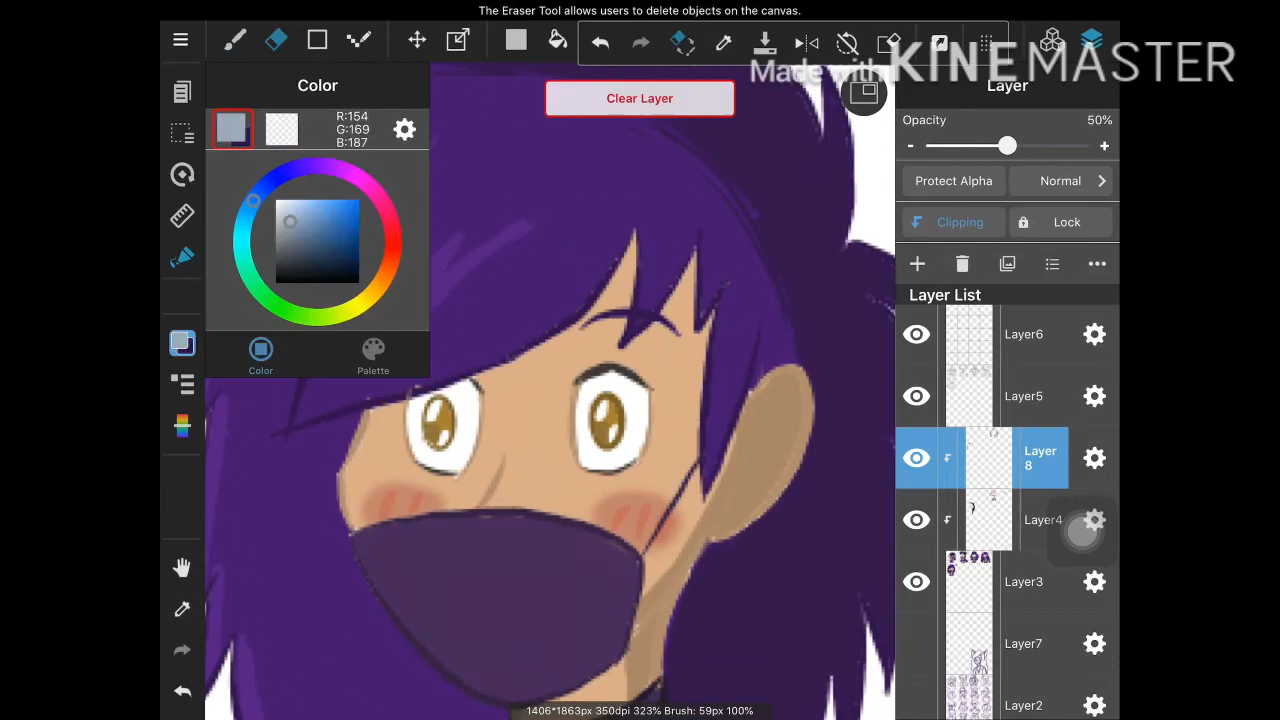 The Eraser Tool allows users to delete objects on the canvas.
Made with KINEMASTER
Color
Clear Layer
Layer
R:154
G:169
B:187
Opacity 50%
- +
Protect Alpha Normal
Clipping Lock
Layer List
Layer6
Layer5
Layer
8
Layer4
Layer3
Layer7
Layer2
Color Palette
1406*1863px 350dpi 323% Brush: 59px 100%